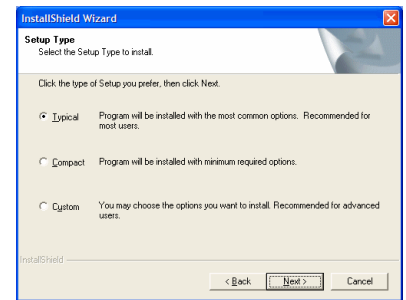 InstallShield Wizard
Setup Type
Select the Setup Type to install.
Click the type of Setup you prefer, then click Next.
Typical Program will be installed with the most common options. Recommended for
most users.
Compact Program will be installed with minimum required options.
Custom You may choose the options you want to install. Recommended for advanced
users.
InstallShield
< Back Next > Cancel